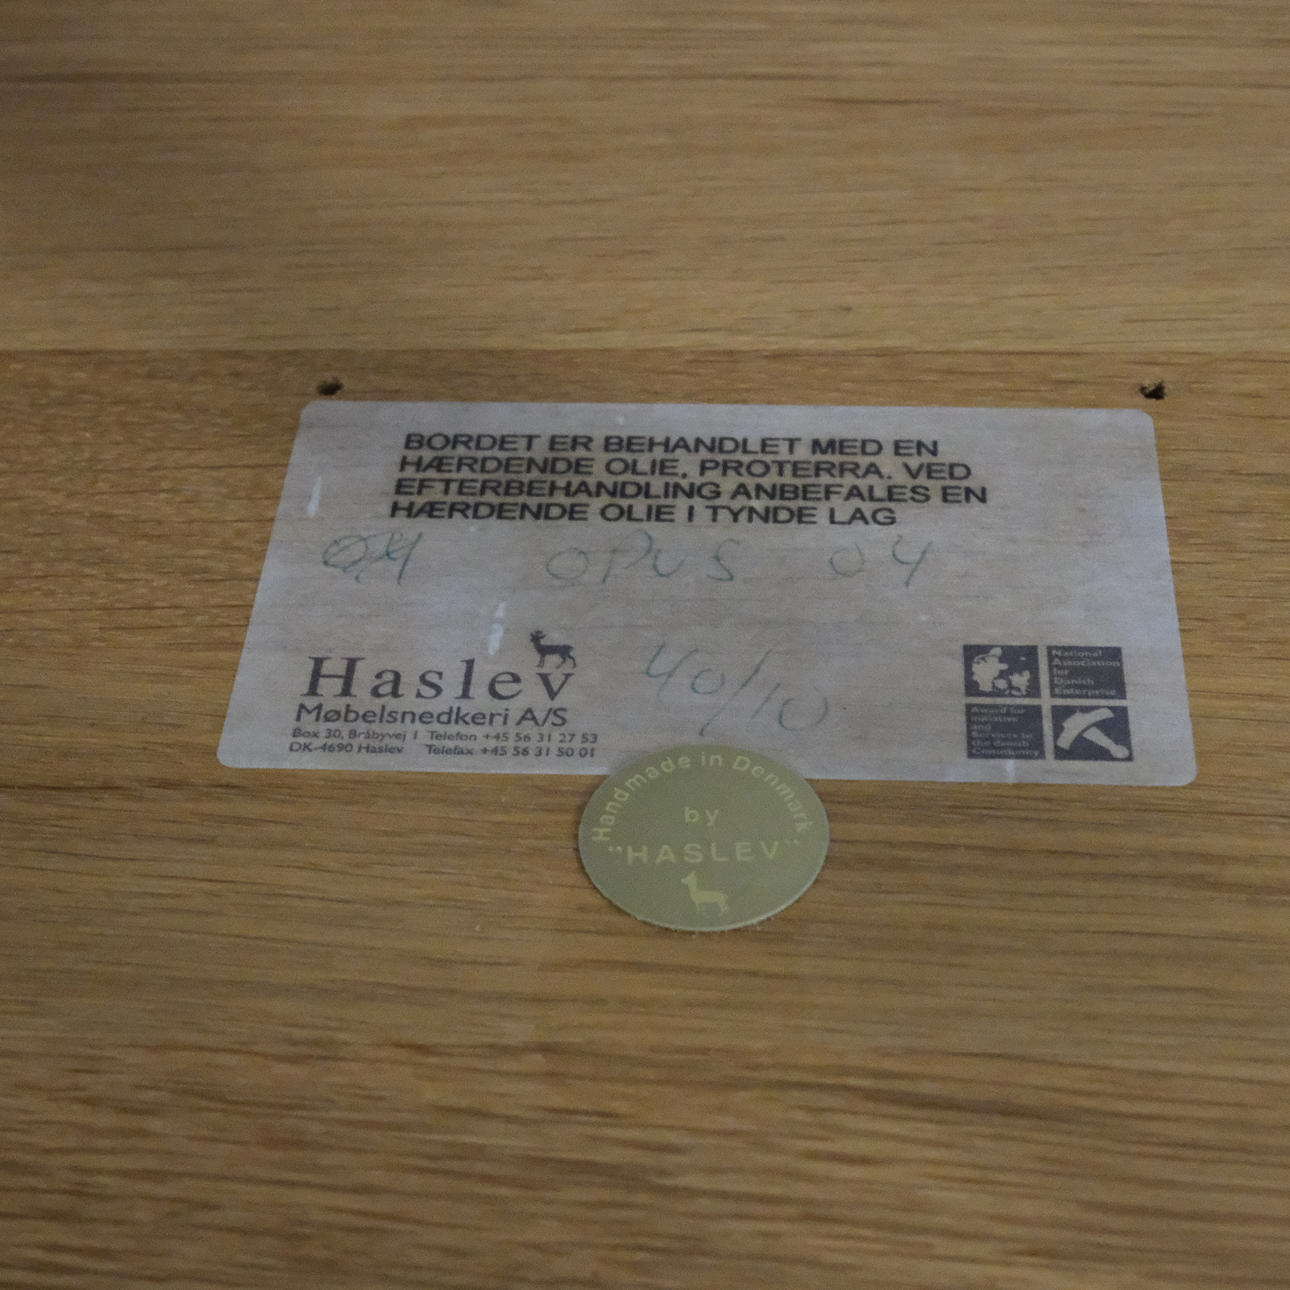 BORDET ER BEHANDLET MED EN
HÆRDENDE OLIE, PROTERRA. VED
EFTERBEHANDLING ANBEFALES EN
HÆRDENDE OLIE I TYNDE LAG
OPUS 04
40/10
Haslev
Møbelsnedkeri A/S
Box 30, Bråbyvej 1 Telefon +45 56 31 27 53
DK-4690 Haslev Telefax +45 56 31 50 01
National
Association
for
Danish
Enterprise
Award for
initiative
and
Services to
the danish
Community
Handmade in Denmark
by
"HASLEV"